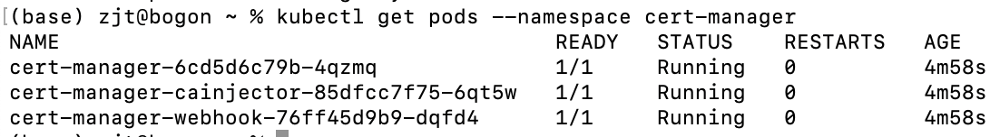 (base) zjt@bogon ~ % kubectl get pods --namespace cert-manager
NAME READY STATUS RESTARTS AGE
cert-manager-6cd5d6c79b-4qzmq 1/1 Running 0 4m58s
cert-manager-cainjector-85dfcc7f75-6qt5w 1/1 Running 0 4m58s
cert-manager-webhook-76ff45d9b9-dqfd4 1/1 Running 0 4m58s